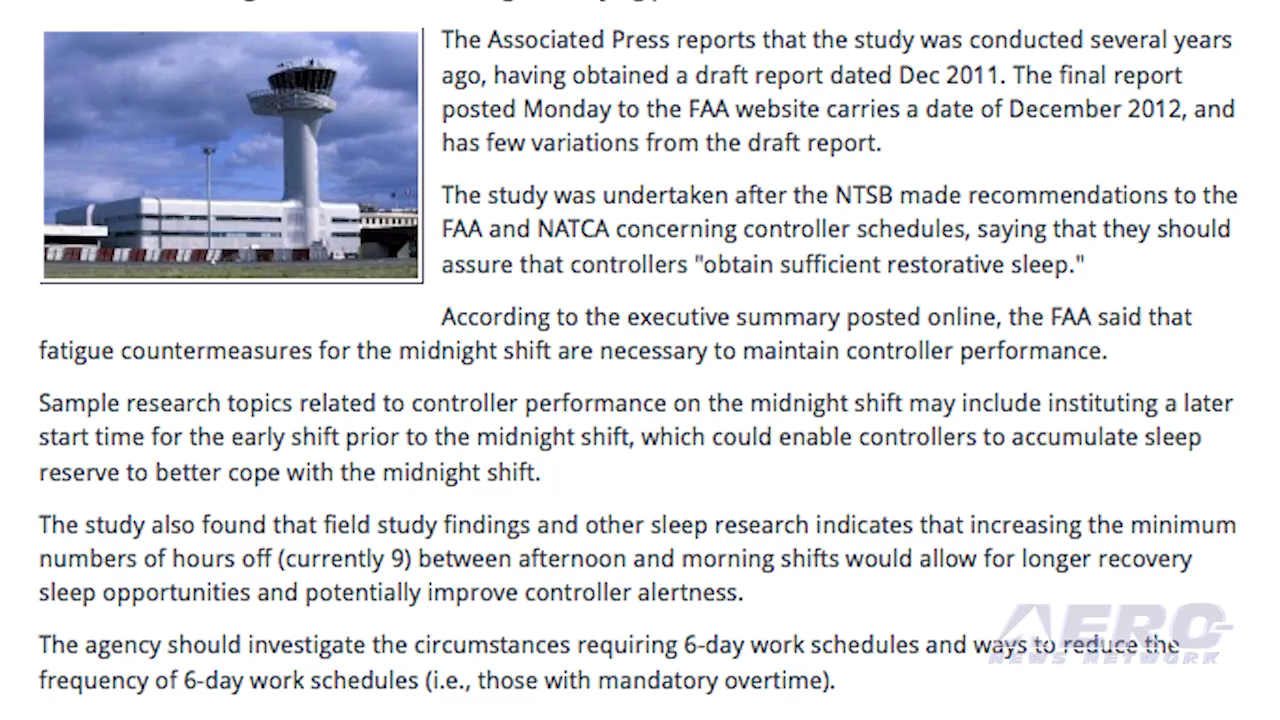 The Associated Press reports that the study was conducted several years
ago, having obtained a draft report dated Dec 2011. The final report
posted Monday to the FAA website carries a date of December 2012, and
has few variations from the draft report.
The study was undertaken after the NTSB made recommendations to the
FAA and NATCA concerning controller schedules, saying that they should
assure that controllers "obtain sufficient restorative sleep."
According to the executive summary posted online, the FAA said that
fatigue countermeasures for the midnight shift are necessary to maintain controller performance.
Sample research topics related to controller performance on the midnight shift may include instituting a later
start time for the early shift prior to the midnight shift, which could enable controllers to accumulate sleep
reserve to better cope with the midnight shift.
The study also found that field study findings and other sleep research indicates that increasing the minimum
numbers of hours off (currently 9) between afternoon and morning shifts would allow for longer recovery
sleep opportunities and potentially improve controller alertness.
The agency should investigate the circumstances requiring 6-day work schedules and ways to reduce the
frequency of 6-day work schedules (i.e., those with mandatory overtime).
AERO
NEWS NETWORK